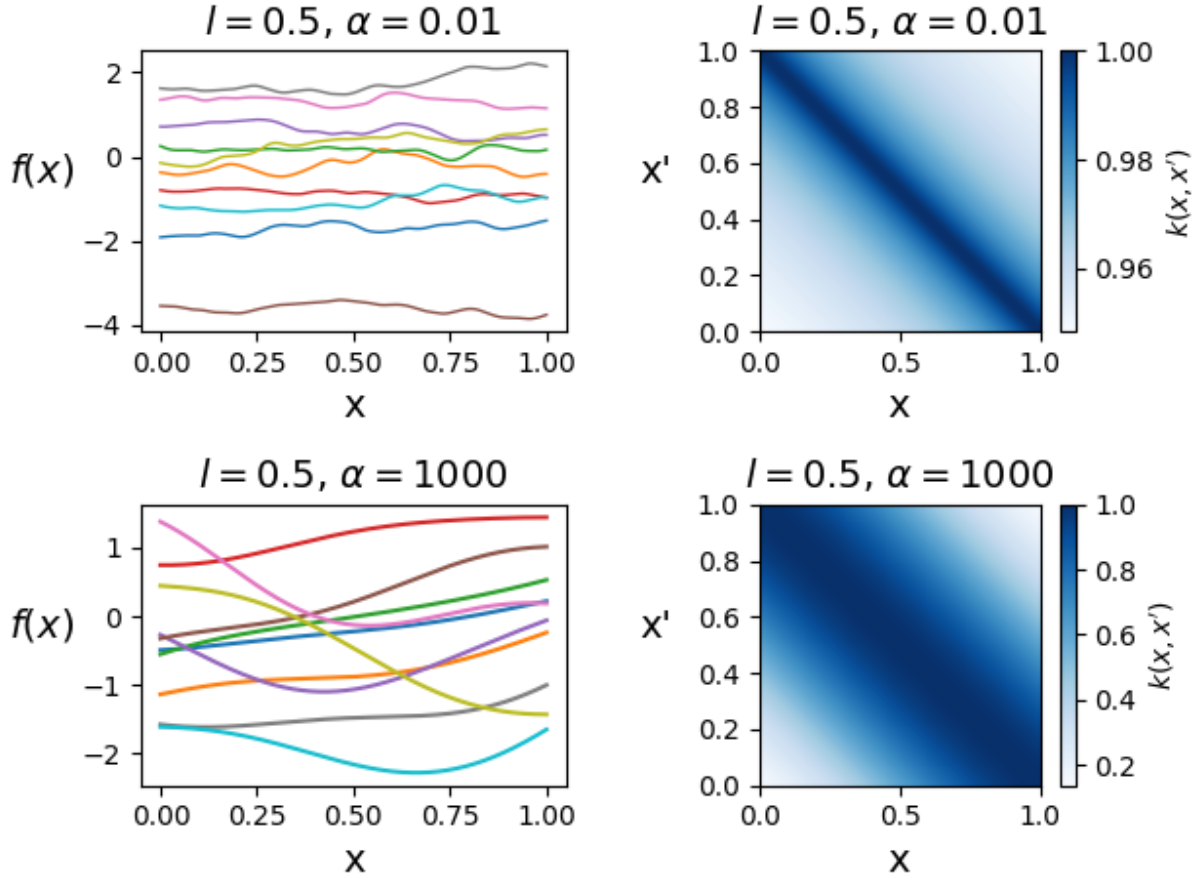 l = 0.5, α = 0.01
2
0
−2
−4
f(x)
0.00 0.25 0.50 0.75 1.00
x
l = 0.5, α = 0.01
1.0
0.8
0.6
0.4
0.2
0.0
x'
0.0 0.5 1.0
x
1.00
0.98
0.96
k(x, x′)
l = 0.5, α = 1000
1
0
−1
−2
f(x)
0.00 0.25 0.50 0.75 1.00
x
l = 0.5, α = 1000
1.0
0.8
0.6
0.4
0.2
0.0
x'
0.0 0.5 1.0
x
1.0
0.8
0.6
0.4
0.2
k(x, x′)